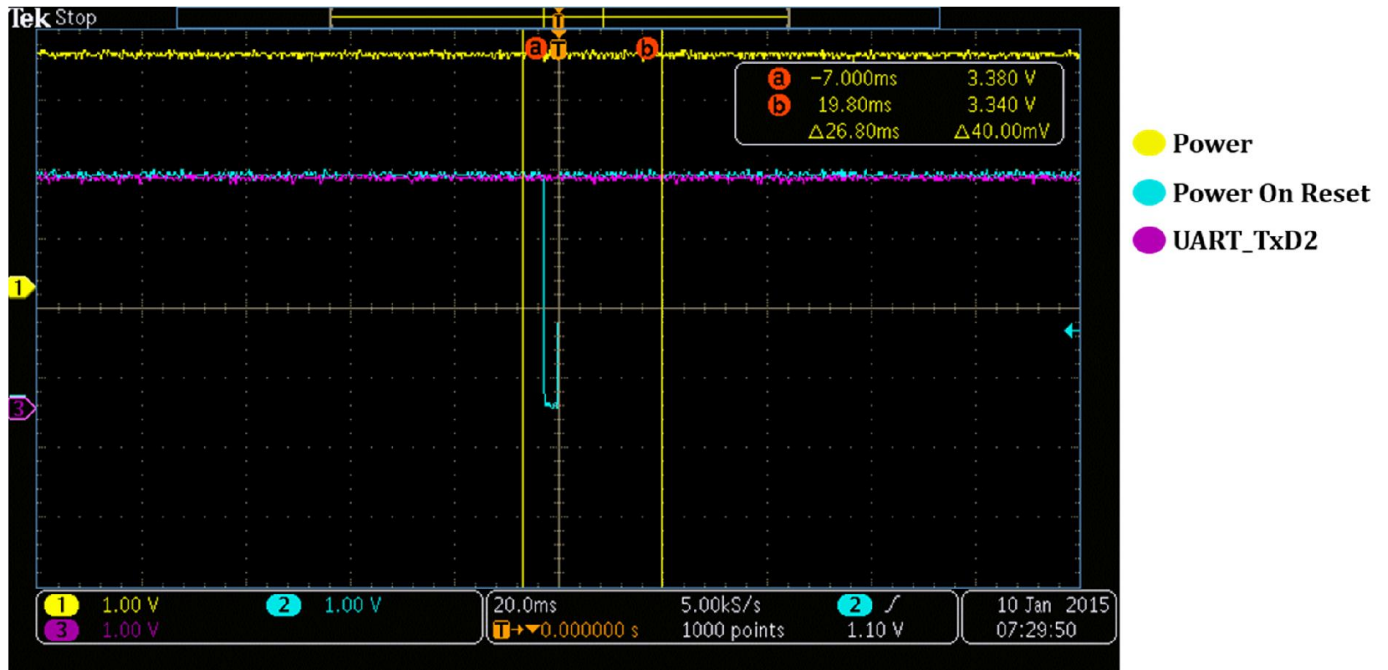 Tek Stop
T
a T b
a -7.000ms 3.380 V
b 19.80ms 3.340 V
△26.80ms △40.00mV
Power
Power On Reset
UART_TxD2
1
3
1 1.00 V 2 1.00 V
3 1.00 V
20.0ms 5.00kS/s 2 ∫
T→▼0.000000 s 1000 points 1.10 V
10 Jan 2015
07:29:50